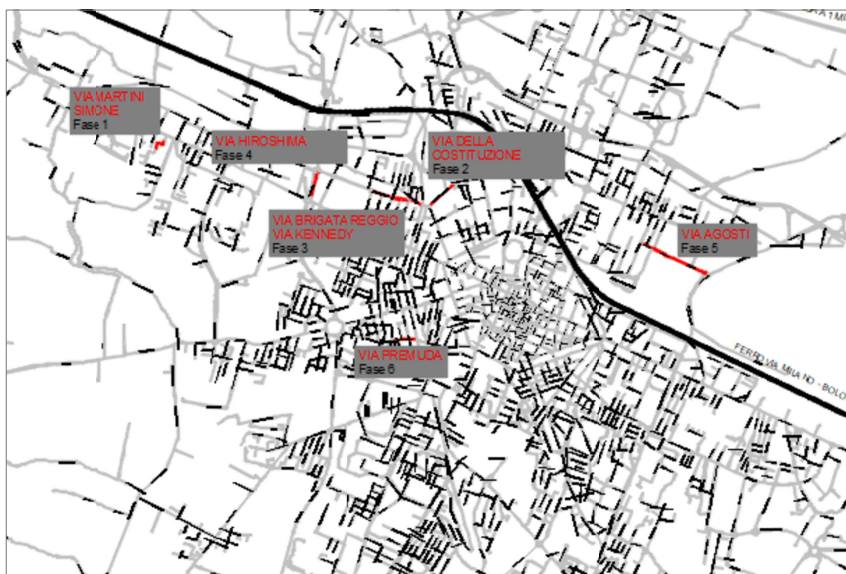 VIA MARTINI
SIMONE
Fase 1
VIA HIROSHIMA
Fase 4
VIA DELLA
COSTITUZIONE
Fase 2
VIA BRIGATA REGGIO
VIA KENNEDY
Fase 3
VIA AGOSTI
Fase 5
VIA PREMUDA
Fase 6
FERROVIA MILANO - BOLO